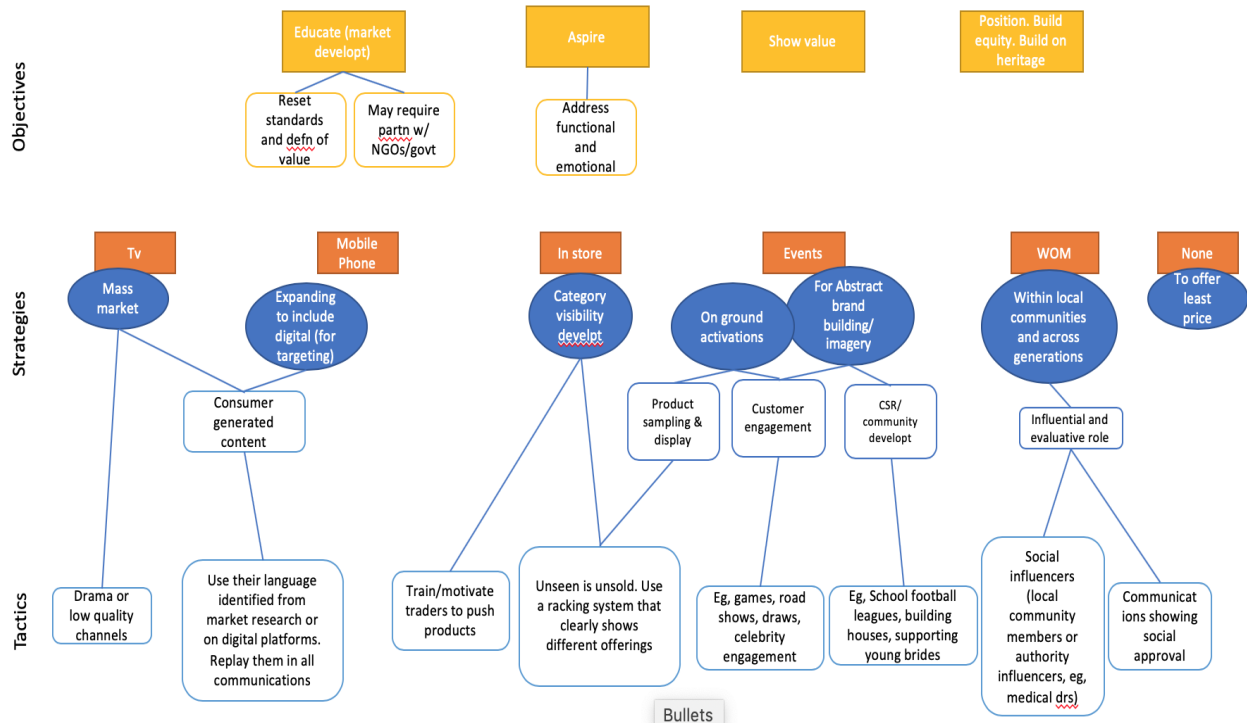 Objectives
Educate (market
developt)
Aspire
Show value
Position. Build
equity. Build on
heritage
Reset
standards
and defn of
value
May require
partn w/
NGOs/govt
Address
functional
and
emotional
Strategies
Tv
Mobile
Phone
In store
Events
WOM
None
Mass
market
Expanding
to include
digital (for
targeting)
Category
visibility
develpt
On ground
activations
For Abstract
brand
building/
imagery
Within local
communities
and across
generations
To offer
least
price
Consumer
generated
content
Product
sampling &
display
Customer
engagement
CSR/
community
developt
Influential and
evaluative role
Tactics
Drama or
low quality
channels
Use their language
identified from
market research or
on digital platforms.
Replay them in all
communications
Train/motivate
traders to push
products
Unseen is unsold. Use
a racking system that
clearly shows
different offerings
Eg, games, road
shows, draws,
celebrity
engagement
Eg, School football
leagues, building
houses, supporting
young brides
Social
influencers
(local
community
members or
authority
influencers, eg,
medical drs)
Communicat
ions showing
social
approval
Bullets